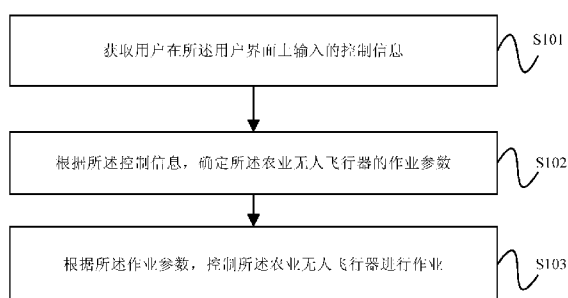 获取用户在所述用户界面上输入的控制信息
S101
根据所述控制信息，确定所述农业无人飞行器的作业参数
S102
根据所述作业参数，控制所述农业无人飞行器进行作业
S103